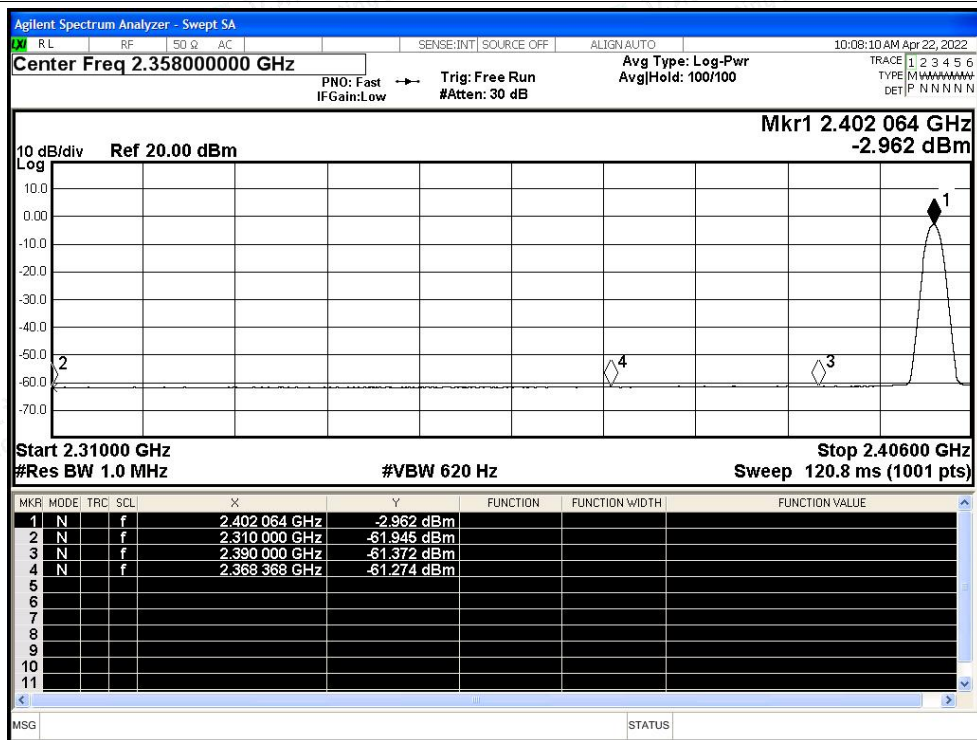 Agilent Spectrum Analyzer - Swept SA
LXI RL RF 50 Ω AC SENSE:INT SOURCE OFF ALIGN AUTO 10:08:10 AM Apr 22, 2022
Center Freq 2.358000000 GHz
PNO: Fast
IFGain:Low
Trig: Free Run
#Atten: 30 dB
Avg Type: Log-Pwr
Avg|Hold: 100/100
TRACE 1 2 3 4 5 6
TYPE MWWWWW
DET P N N N N N
Mkr1 2.402 064 GHz
-2.962 dBm
10 dB/div Ref 20.00 dBm
Log
10.0
0.00
-10.0
-20.0
-30.0
-40.0
-50.0
-60.0
-70.0
1
2
4
3
Start 2.31000 GHz Stop 2.40600 GHz
#Res BW 1.0 MHz #VBW 620 Hz Sweep 120.8 ms (1001 pts)
MKR MODE TRC SCL X Y FUNCTION FUNCTION WIDTH FUNCTION VALUE
1 N f 2.402 064 GHz -2.962 dBm
2 N f 2.310 000 GHz -61.945 dBm
3 N f 2.390 000 GHz -61.372 dBm
4 N f 2.368 368 GHz -61.274 dBm
5
6
7
8
9
10
11
MSG STATUS